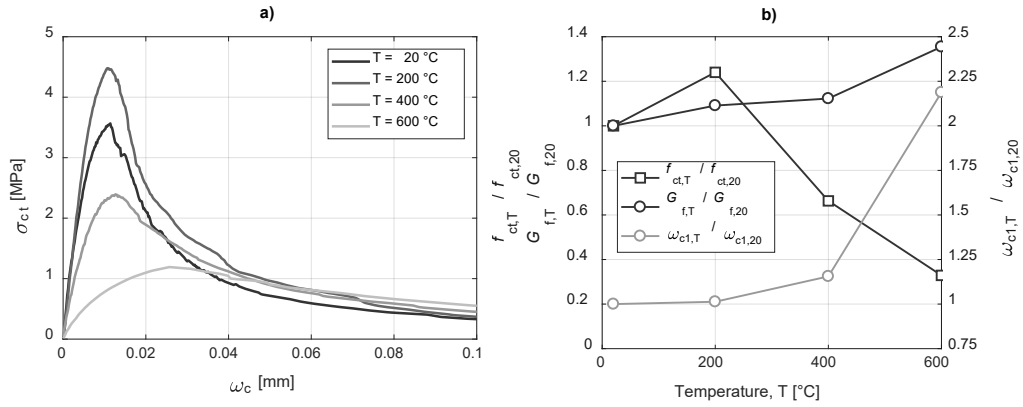 a)
5
4
3
2
1
0
σct [MPa]
T = 20 °C
T = 200 °C
T = 400 °C
T = 600 °C
0
0.02
0.04
0.06
0.08
0.1
ωc [mm]
b)
1.4
1.2
1
0.8
0.6
0.4
0.2
0
fct,T / fct,20
Gf,T / Gf,20
fct,T / fct,20
Gf,T / Gf,20
ωc1,T / ωc1,20
2.5
2.25
2
1.75
1.5
1.25
1
0.75
ωc1,T / ωc1,20
0
200
400
600
Temperature, T [°C]